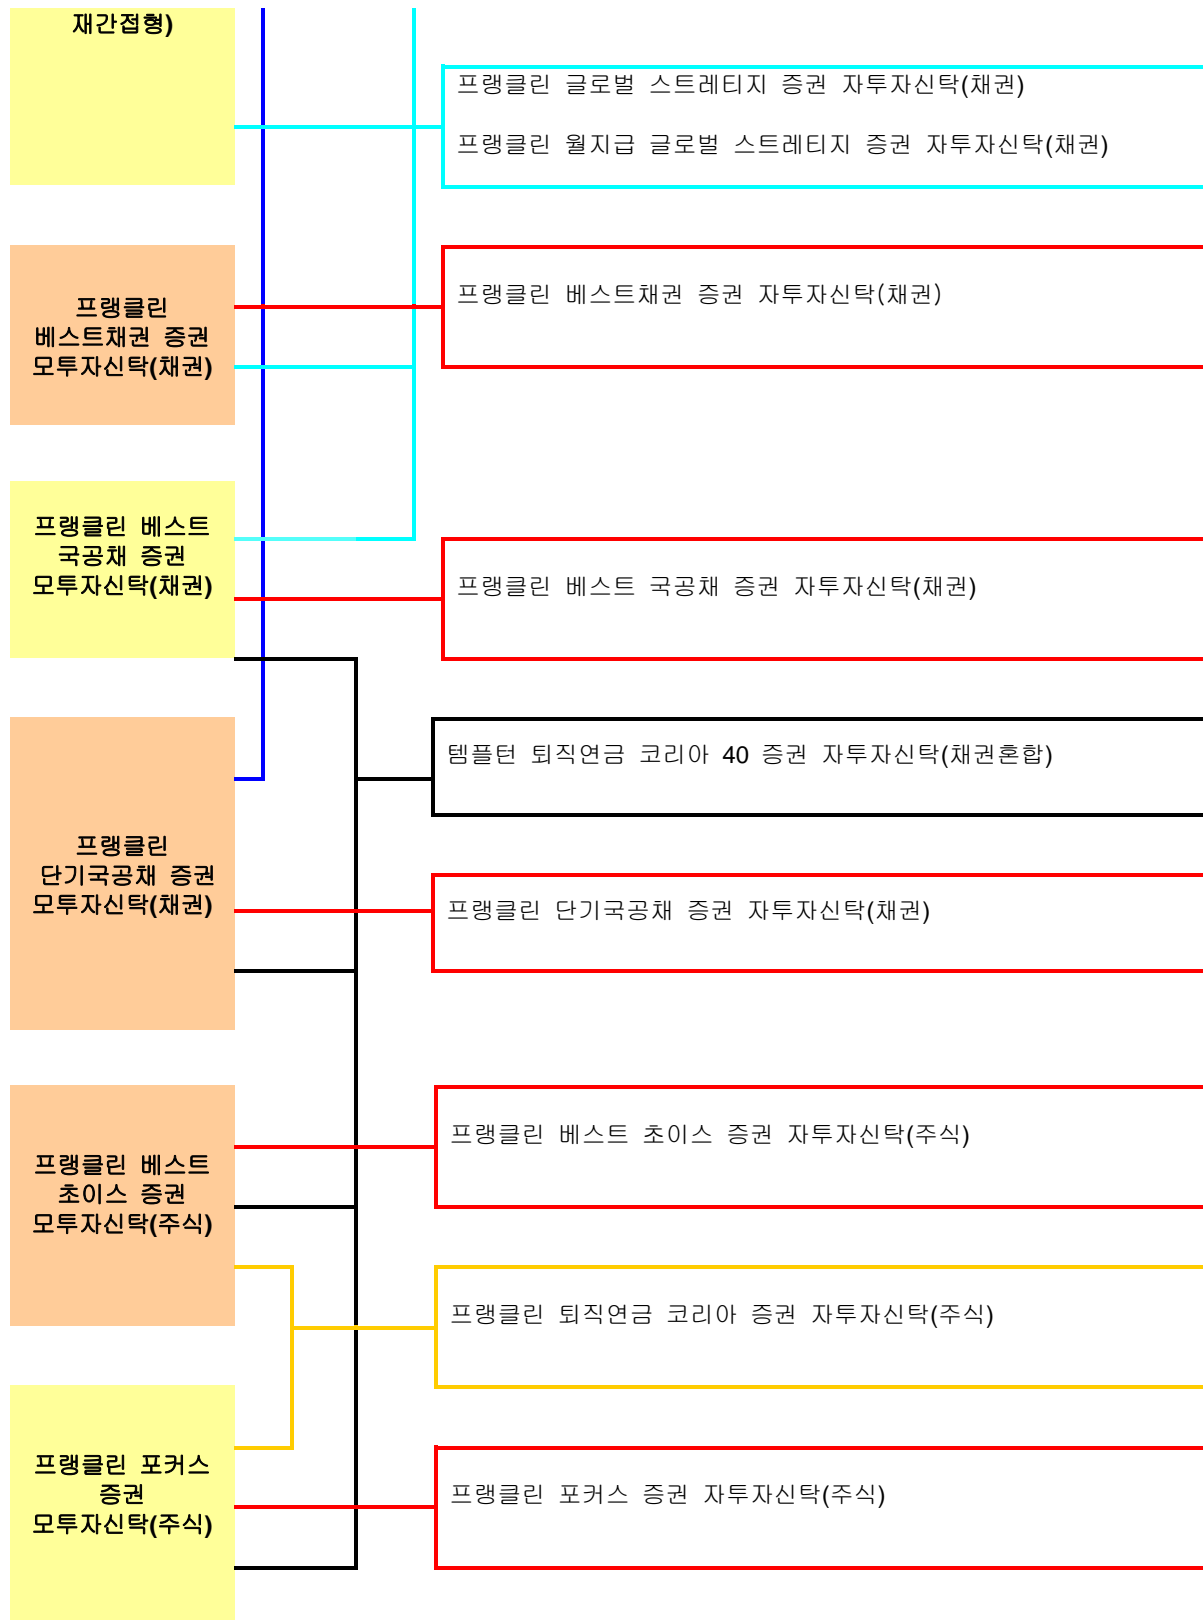 재간접형)
프랭클린 글로벌 스트레티지 증권 자투자신탁(채권)
프랭클린 월지급 글로벌 스트레티지 증권 자투자신탁(채권)
프랭클린
베스트채권 증권
모투자신탁(채권)
프랭클린 베스트채권 증권 자투자신탁(채권)
프랭클린 베스트
국공채 증권
모투자신탁(채권)
프랭클린 베스트 국공채 증권 자투자신탁(채권)
템플턴 퇴직연금 코리아 40 증권 자투자신탁(채권혼합)
프랭클린
단기국공채 증권
모투자신탁(채권)
프랭클린 단기국공채 증권 자투자신탁(채권)
프랭클린 베스트
초이스 증권
모투자신탁(주식)
프랭클린 베스트 초이스 증권 자투자신탁(주식)
프랭클린 퇴직연금 코리아 증권 자투자신탁(주식)
프랭클린 포커스
증권
모투자신탁(주식)
프랭클린 포커스 증권 자투자신탁(주식)